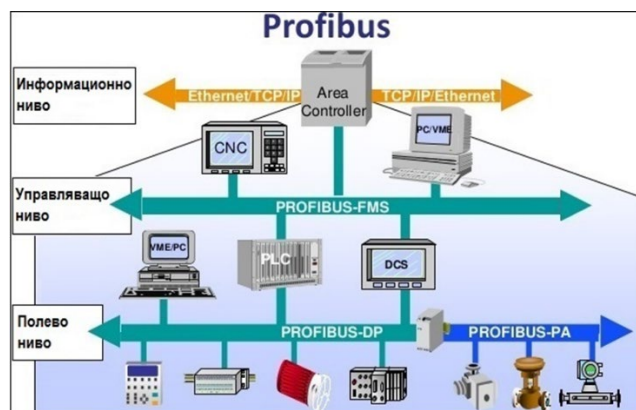 Profibus
Информационно
ниво
Ethernet/TCP/IP
Area
Controller
TCP/IP/Ethernet
CNC
PC/VME
Управляващо
ниво
PROFIBUS-FMS
VME/PC
PLC
DCS
Полево
ниво
PROFIBUS-DP
PROFIBUS-PA